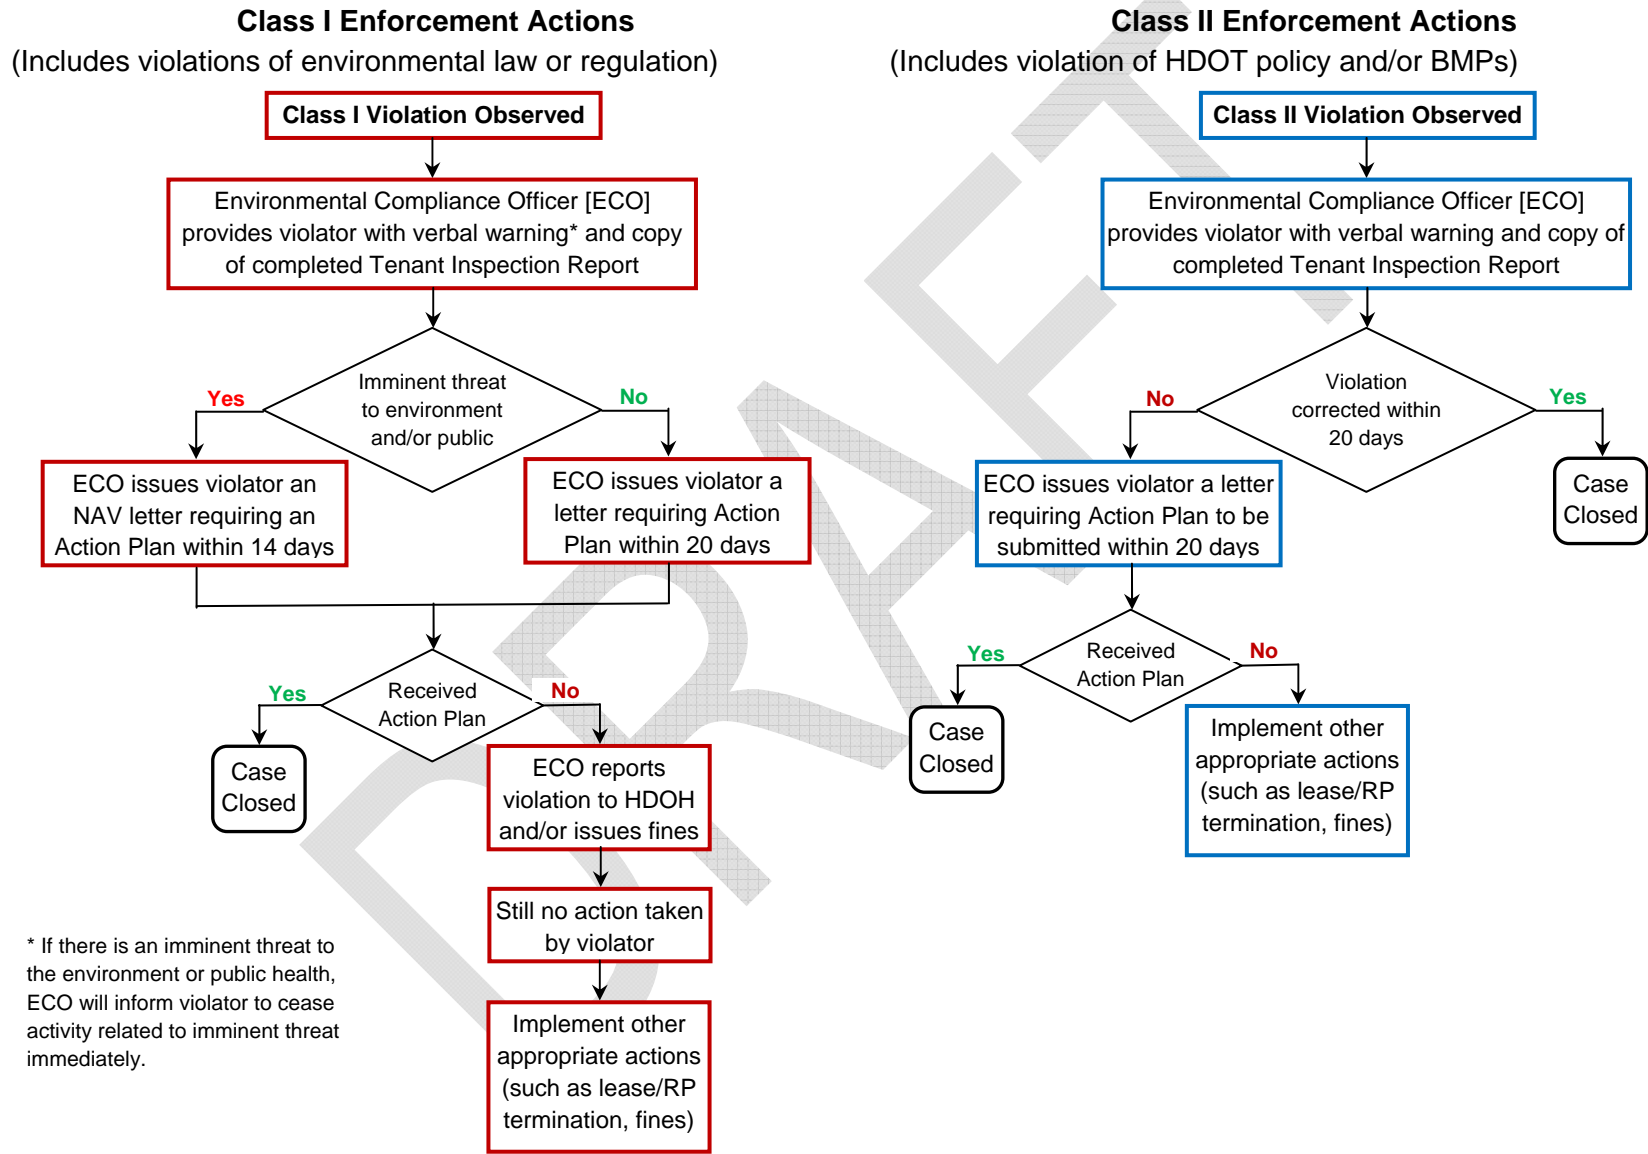 Class I Enforcement Actions
(Includes violations of environmental law or regulation)
Class I Violation Observed
Environmental Compliance Officer [ECO]
provides violator with verbal warning* and copy
of completed Tenant Inspection Report
Imminent threat
to environment
and/or public
Yes
No
ECO issues violator an
NAV letter requiring an
Action Plan within 14 days
ECO issues violator a
letter requiring Action
Plan within 20 days
Received
Action Plan
Yes
No
Case
Closed
ECO reports
violation to HDOH
and/or issues fines
Still no action taken
by violator
Implement other
appropriate actions
(such as lease/RP
termination, fines)
* If there is an imminent threat to
the environment or public health,
ECO will inform violator to cease
activity related to imminent threat
immediately.
Class II Enforcement Actions
(Includes violation of HDOT policy and/or BMPs)
Class II Violation Observed
Environmental Compliance Officer [ECO]
provides violator with verbal warning and copy of
completed Tenant Inspection Report
Violation
corrected within
20 days
No
Yes
Case
Closed
ECO issues violator a letter
requiring Action Plan to be
submitted within 20 days
Received
Action Plan
Yes
No
Case
Closed
Implement other
appropriate actions
(such as lease/RP
termination, fines)
DRAFT